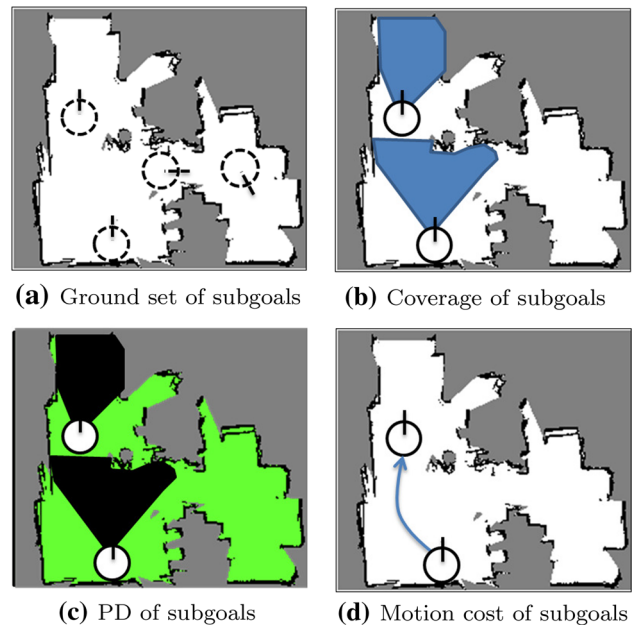 (a) Ground set of subgoals
(b) Coverage of subgoals
(c) PD of subgoals
(d) Motion cost of subgoals